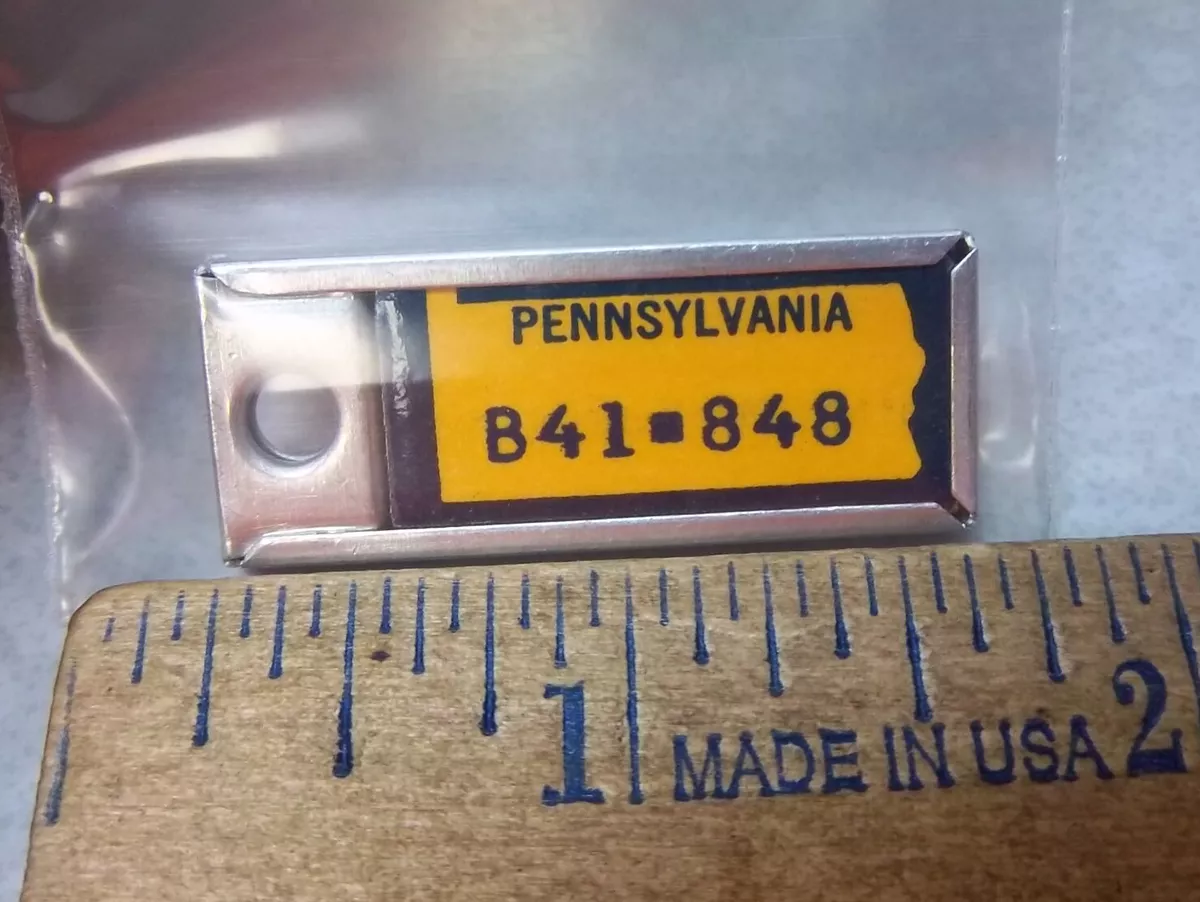 PENNSYLVANIA
B41■848
1 MADE IN USA 2